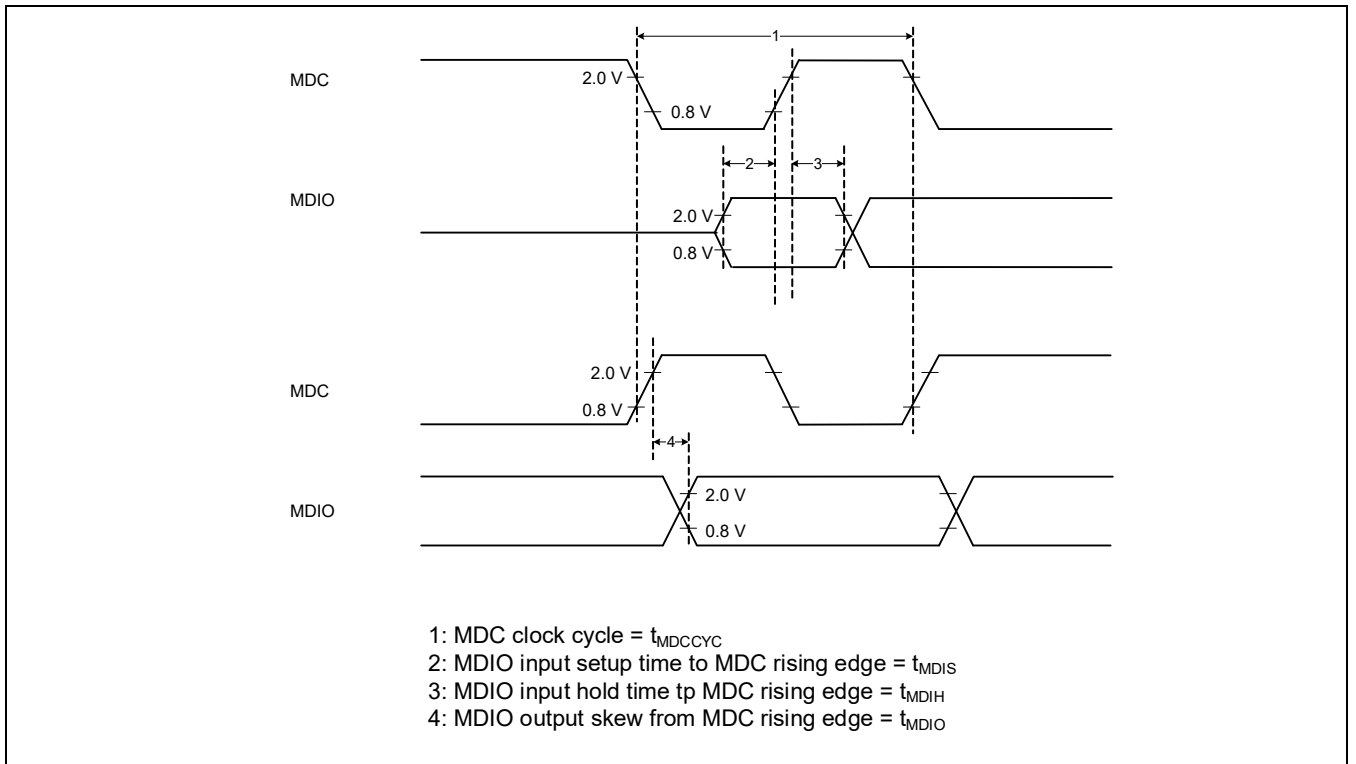 1
MDC
2.0 V
0.8 V
2
3
MDIO
2.0 V
0.8 V
MDC
2.0 V
0.8 V
4
MDIO
2.0 V
0.8 V
1: MDC clock cycle = tMDCCYC
2: MDIO input setup time to MDC rising edge = tMDIS
3: MDIO input hold time tp MDC rising edge = tMDIH
4: MDIO output skew from MDC rising edge = tMDIO